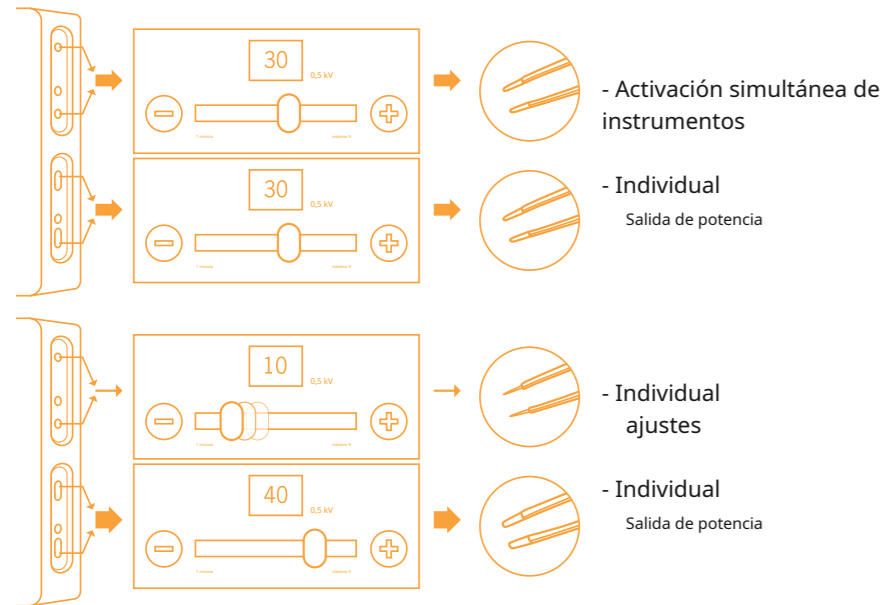 30
0,5 kV
- Activación simultánea de
instrumentos
30
0,5 kV
- Individual
Salida de potencia
10
0,5 kV
- Individual
ajustes
40
0,5 kV
- Individual
Salida de potencia